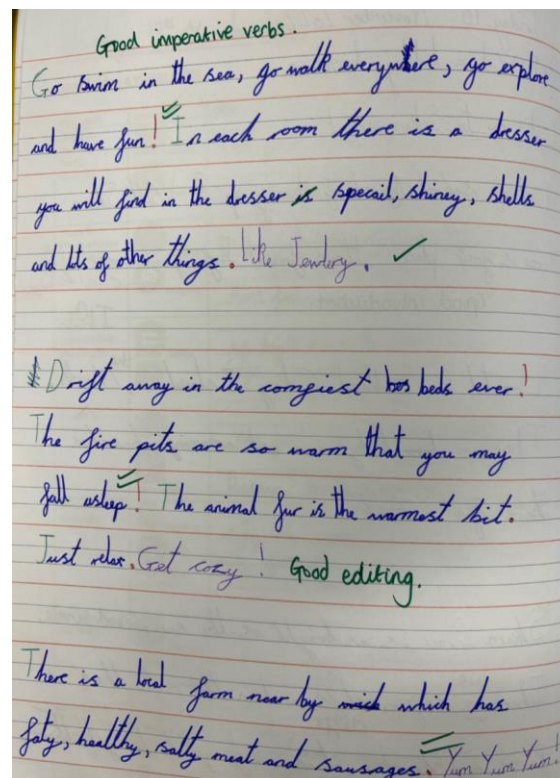 Good imperative verbs.
Go swim in the sea, go walk everywhere, go explore
and have fun! In each room there is a dresser
you will find in the dresser is specail, shiney, shells
and lots of other things. Like Jewlery.
Drift away in the compiest beds ever!
The fire pits are so warm that you may
fall asleep! The animal fur is the warmest bit.
Just relax. Get cozy! Good editing.
There is a local farm near by which has
faty, healthy, salty meat and sausages. Yum Yum Yum!